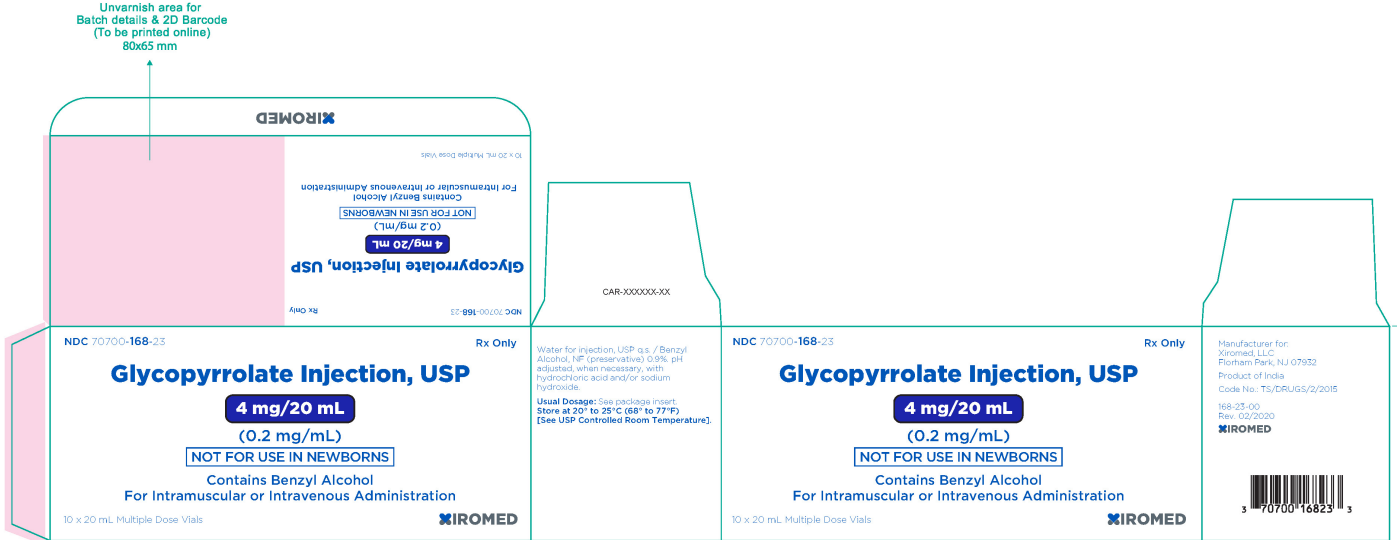 Unvarnish area for
Batch details & 2D Barcode
(To be printed online)
80x65 mm
XIROMED
10 x 20 mL Multiple Dose Vials
For Intramuscular or Intravenous Administration
Contains Benzyl Alcohol
NOT FOR USE IN NEWBORNS
(0.2 mg/mL)
4 mg/20 mL
Glycopyrrolate Injection, USP
NDC 70700-168-23 Rx Only
CAR-XXXXXX-XX
NDC 70700-168-23 Rx Only
Glycopyrrolate Injection, USP
4 mg/20 mL
(0.2 mg/mL)
NOT FOR USE IN NEWBORNS
Contains Benzyl Alcohol
For Intramuscular or Intravenous Administration
10 x 20 mL Multiple Dose Vials XIROMED
Water for injection, USP q.s. / Benzyl
Alcohol, NF (preservative) 0.9%. pH
adjusted, when necessary, with
hydrochloric acid and/or sodium
hydroxide.
Usual Dosage: See package insert.
Store at 20° to 25°C (68° to 77°F)
[See USP Controlled Room Temperature].
NDC 70700-168-23 Rx Only
Glycopyrrolate Injection, USP
4 mg/20 mL
(0.2 mg/mL)
NOT FOR USE IN NEWBORNS
Contains Benzyl Alcohol
For Intramuscular or Intravenous Administration
10 x 20 mL Multiple Dose Vials XIROMED
Manufacturer for:
Xiromed, LLC
Florham Park, NJ 07932
Product of India
Code No.: TS/DRUGS/2/2015
168-23-00
Rev. 02/2020
XIROMED
3 70700 16823 3